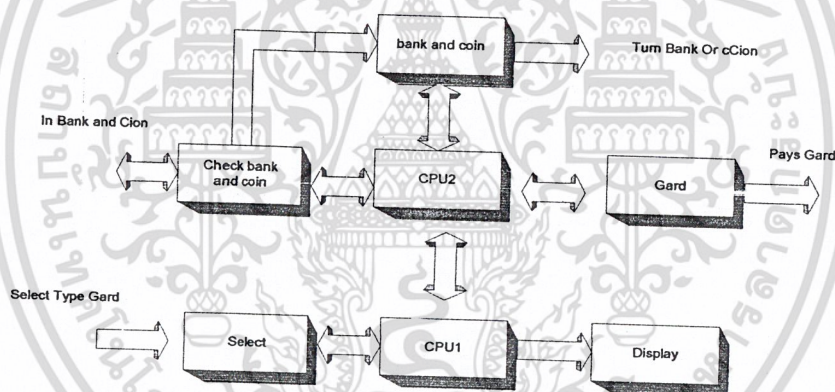 bank and coin
Turn Bank Or cCion
In Bank and Cion
Check bank
and coin
CPU2
Gard
Pays Gard
Select Type Gard
Select
CPU1
Display